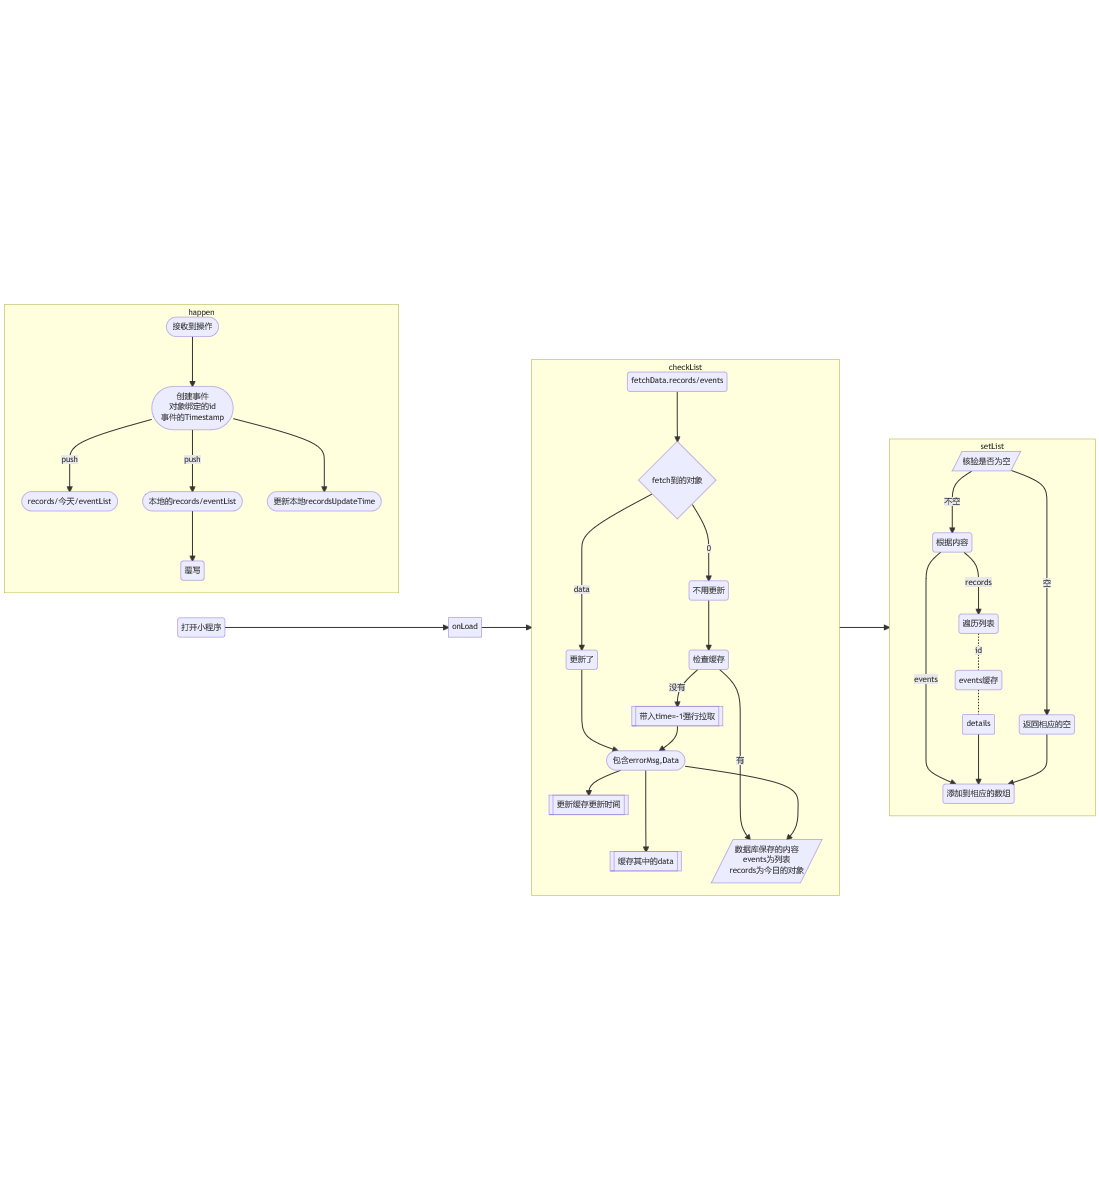 happen
接收到操作
创建事件
对象绑定的id
事件的Timestamp
push
push
records/今天/eventList
本地的records/eventList
更新本地recordsUpdateTime
覆写
打开小程序
onLoad
checkList
fetchData.records/events
fetch到的对象
0
data
不用更新
更新了
检查缓存
没有
带入time=-1强行拉取
有
包含errorMsg,Data
更新缓存更新时间
缓存其中的data
数据库保存的内容
events为列表
records为今日的对象
setList
核验是否为空
不空
根据内容
records
空
遍历列表
id
events
events缓存
details
返回相应的空
添加到相应的数组